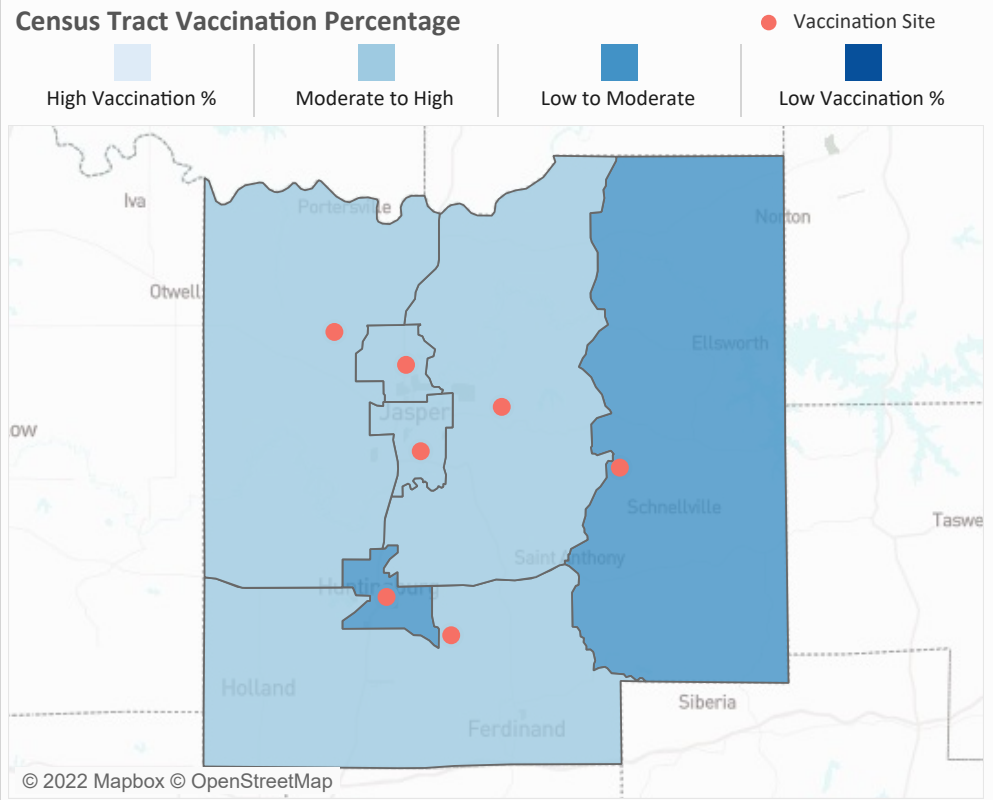 Census Tract Vaccination Percentage
Vaccination Site
High Vaccination %
Moderate to High
Low to Moderate
Low Vaccination %
Iva
Portersville
Norton
Otwell
Ellsworth
Jasper
ow
Schnellville
Taswe
Saint Anthony
Huntingburg
Holland
Siberia
Ferdinand
© 2022 Mapbox © OpenStreetMap